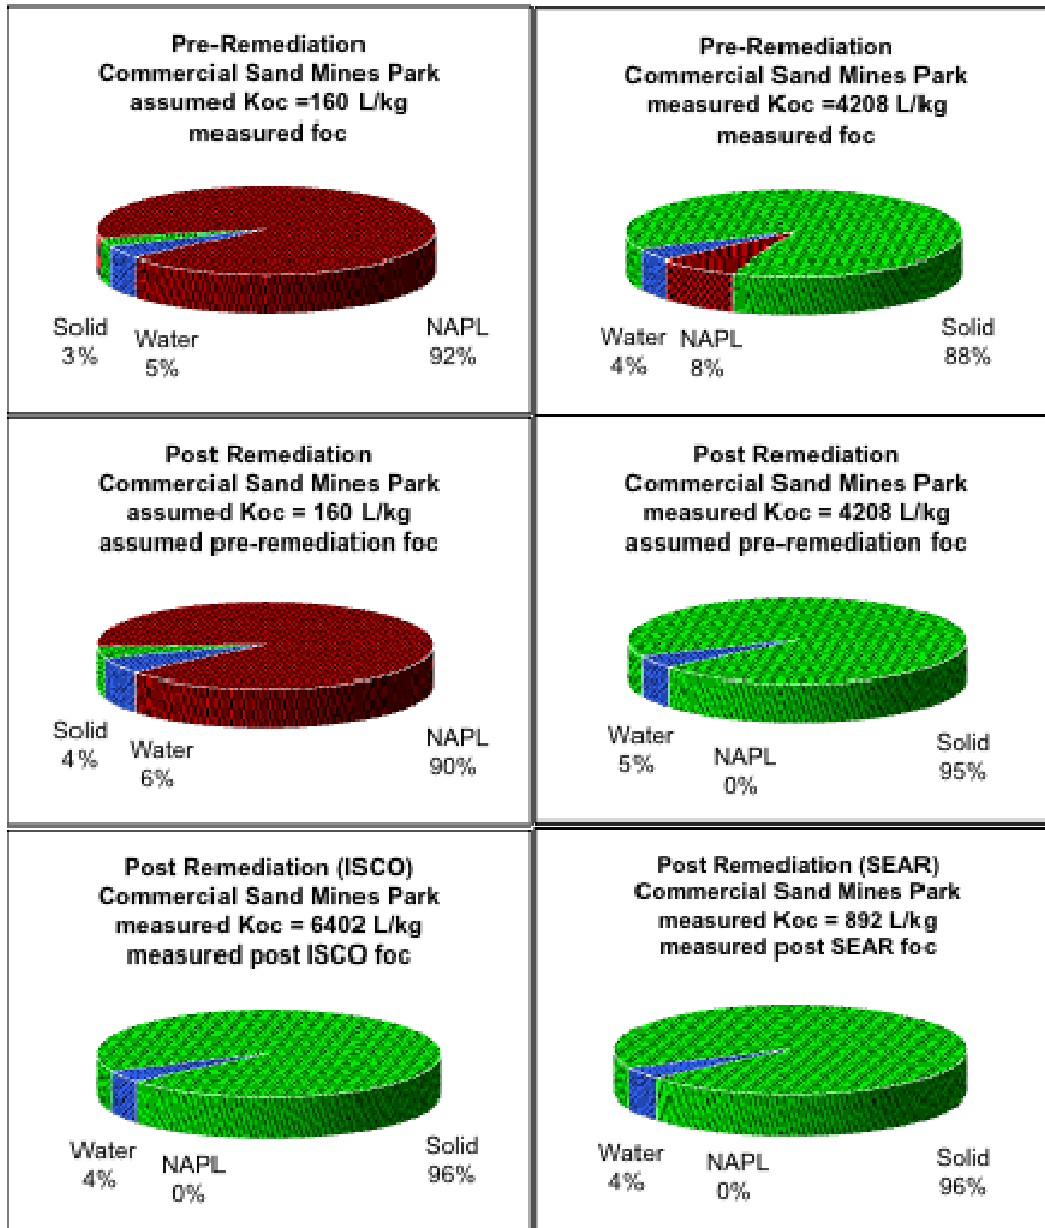 Pre-Remediation
Commercial Sand Mines Park
assumed Koc =160 L/kg
measured foc
Solid
3%
Water
5%
NAPL
92%
Pre-Remediation
Commercial Sand Mines Park
measured Koc =4208 L/kg
measured foc
Water
4%
NAPL
8%
Solid
88%
Post Remediation
Commercial Sand Mines Park
assumed Koc = 160 L/kg
assumed pre-remediation foc
Solid
4%
Water
6%
NAPL
90%
Post Remediation
Commercial Sand Mines Park
measured Koc = 4208 L/kg
assumed pre-remediation foc
Water
5%
NAPL
0%
Solid
95%
Post Remediation (ISCO)
Commercial Sand Mines Park
measured Koc = 6402 L/kg
measured post ISCO foc
Water
4%
NAPL
0%
Solid
96%
Post Remediation (SEAR)
Commercial Sand Mines Park
measured Koc = 892 L/kg
measured post SEAR foc
Water
4%
NAPL
0%
Solid
96%